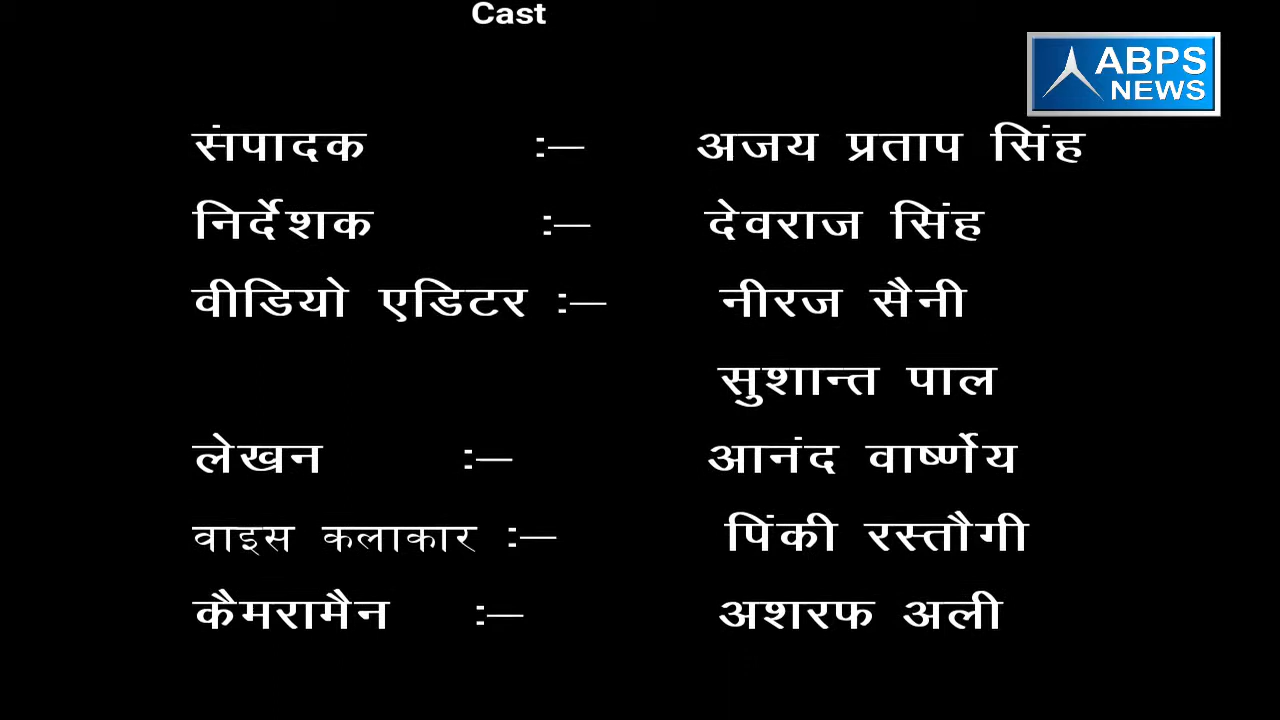 Cast
ABPS
NEWS
संपादक :— अजय प्रताप सिंह
निर्देशक :— देवराज सिंह
वीडियो एडिटर :— नीरज सैनी
सुशान्त पाल
लेखन :— आनंद वार्ष्णेय
वाइस कलाकार :— पिंकी रस्तौगी
कैमरामैन :— अशरफ अली